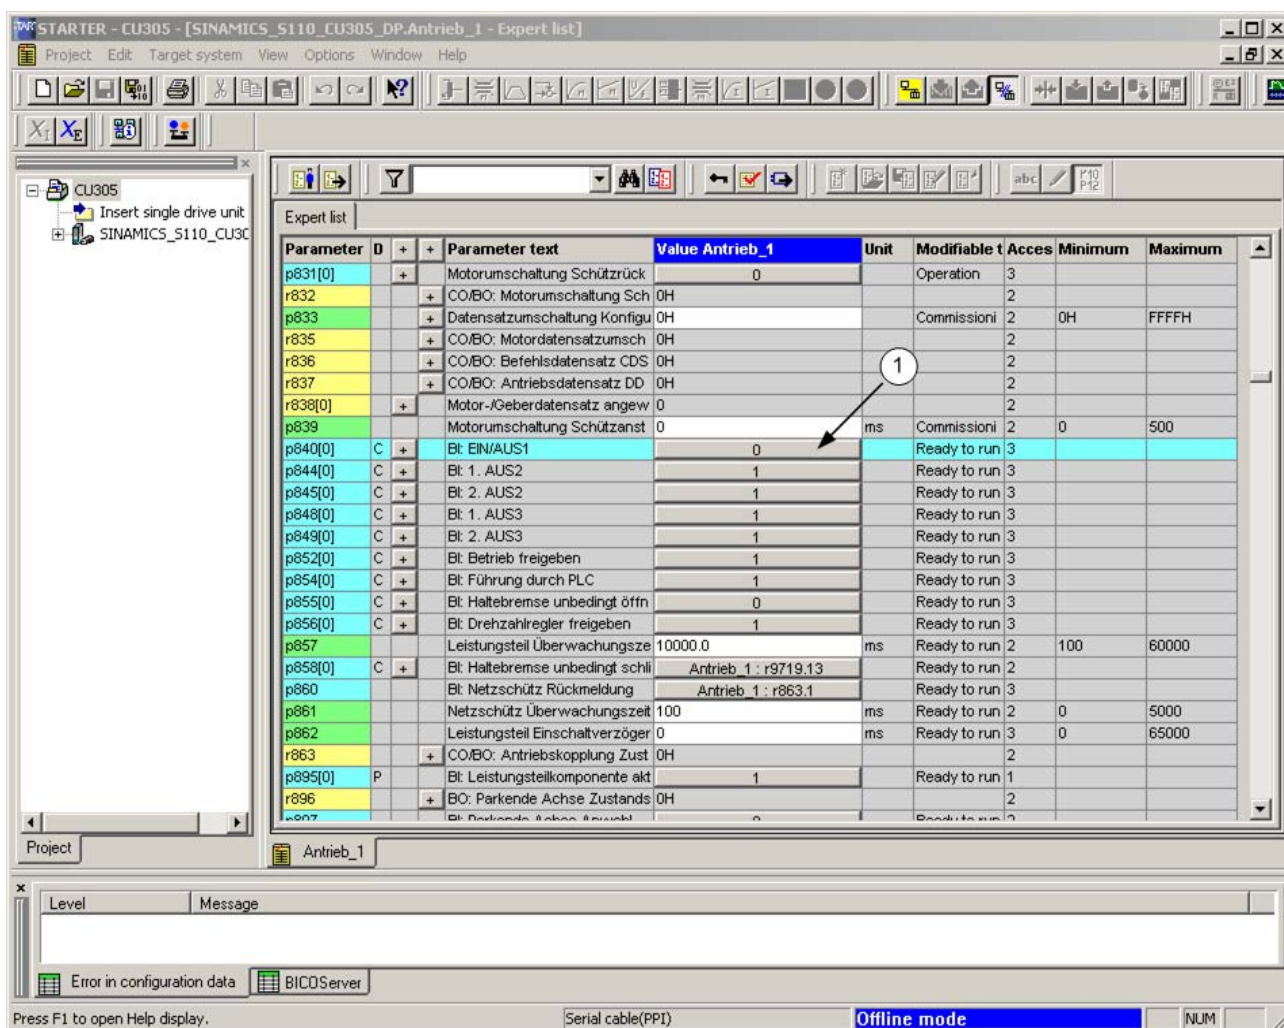 STARTER - CU305 - [SINAMICS_S110_CU305_DP.Antrieb_1 - Expert list]
Project Edit Target system View Options Window Help
CU305
Insert single drive unit
SINAMICS_S110_CU30
Project
abc
Expert list
Parameter D + + Parameter text Value Antrieb_1 Unit Modifiable t Acces Minimum Maximum
p831[0] + Motorumschaltung Schützrück 0 Operation 3
r832 + CO/BO: Motorumschaltung Sch 0H 2
p833 + Datensatzumschaltung Konfigu 0H Commissioni 2 0H FFFFH
r835 + CO/BO: Motordatensatzumsch 0H 2
r836 + CO/BO: Befehlsdatensatz CDS 0H 2
r837 + CO/BO: Antriebsdatensatz DD 0H 2
r838[0] + Motor-/Geberdatensatz angew 0 2
p839 Motorumschaltung Schützanst 0 ms Commissioni 2 0 500
p840[0] C + BI: EIN/AUS1 0 Ready to run 3
p844[0] C + BI: 1. AUS2 1 Ready to run 3
p845[0] C + BI: 2. AUS2 1 Ready to run 3
p848[0] C + BI: 1. AUS3 1 Ready to run 3
p849[0] C + BI: 2. AUS3 1 Ready to run 3
p852[0] C + BI: Betrieb freigeben 1 Ready to run 3
p854[0] C + BI: Führung durch PLC 1 Ready to run 3
p855[0] C + BI: Haltebremse unbedingt öffn 0 Ready to run 3
p856[0] C + BI: Drehzahlregler freigeben 1 Ready to run 3
p857 Leistungsteil Überwachungsze 10000.0 ms Ready to run 2 100 60000
p858[0] C + BI: Haltebremse unbedingt schli Antrieb_1 : r9719.13 Ready to run 2
p860 BI: Netzschütz Rückmeldung Antrieb_1 : r863.1 Ready to run 3
p861 Netzschütz Überwachungszeit 100 ms Ready to run 2 0 5000
p862 Leistungsteil Einschaltverzöger 0 ms Ready to run 3 0 65000
r863 + CO/BO: Antriebskopplung Zust 0H 2
p895[0] P BI: Leistungsteilkomponente akt 1 Ready to run 1
r896 + BO: Parkende Achse Zustands 0H 2
1
Antrieb_1
Level Message
Error in configuration data BICOServer
Press F1 to open Help display. Serial cable(PPI) Offline mode NUM